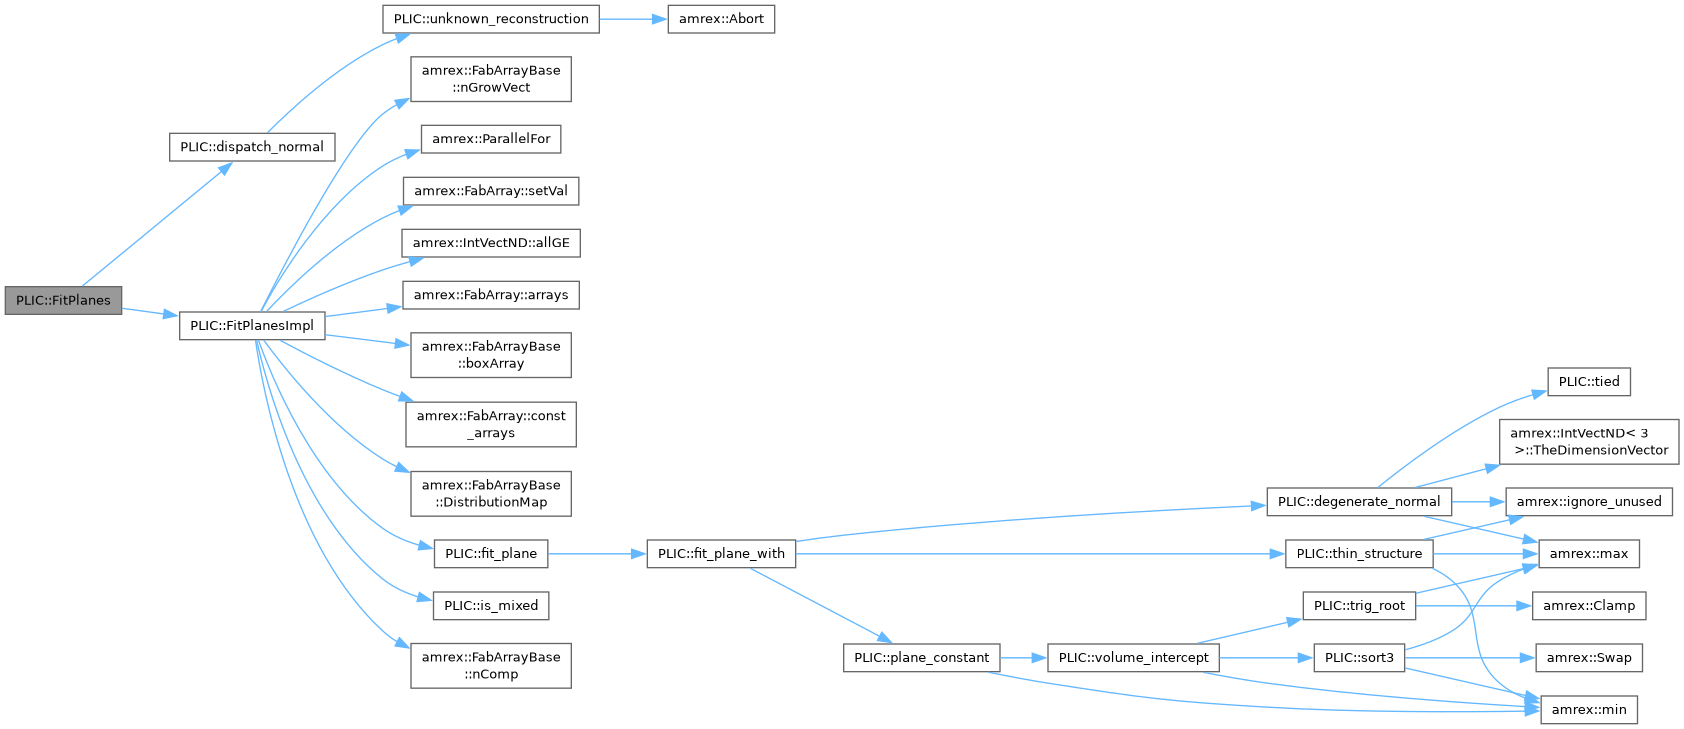 PLIC::unknown_reconstruction
amrex::Abort
amrex::FabArrayBase
::nGrowVect
amrex::ParallelFor
PLIC::dispatch_normal
amrex::FabArray::setVal
amrex::IntVectND::allGE
amrex::FabArray::arrays
PLIC::FitPlanes
PLIC::FitPlanesImpl
amrex::FabArrayBase
::boxArray
PLIC::tied
amrex::FabArray::const
_arrays
amrex::IntVectND< 3
>::TheDimensionVector
amrex::FabArrayBase
::DistributionMap
PLIC::degenerate_normal
amrex::ignore_unused
PLIC::fit_plane
PLIC::fit_plane_with
PLIC::thin_structure
amrex::max
PLIC::is_mixed
PLIC::trig_root
amrex::Clamp
amrex::FabArrayBase
::nComp
PLIC::plane_constant
PLIC::volume_intercept
PLIC::sort3
amrex::Swap
amrex::min